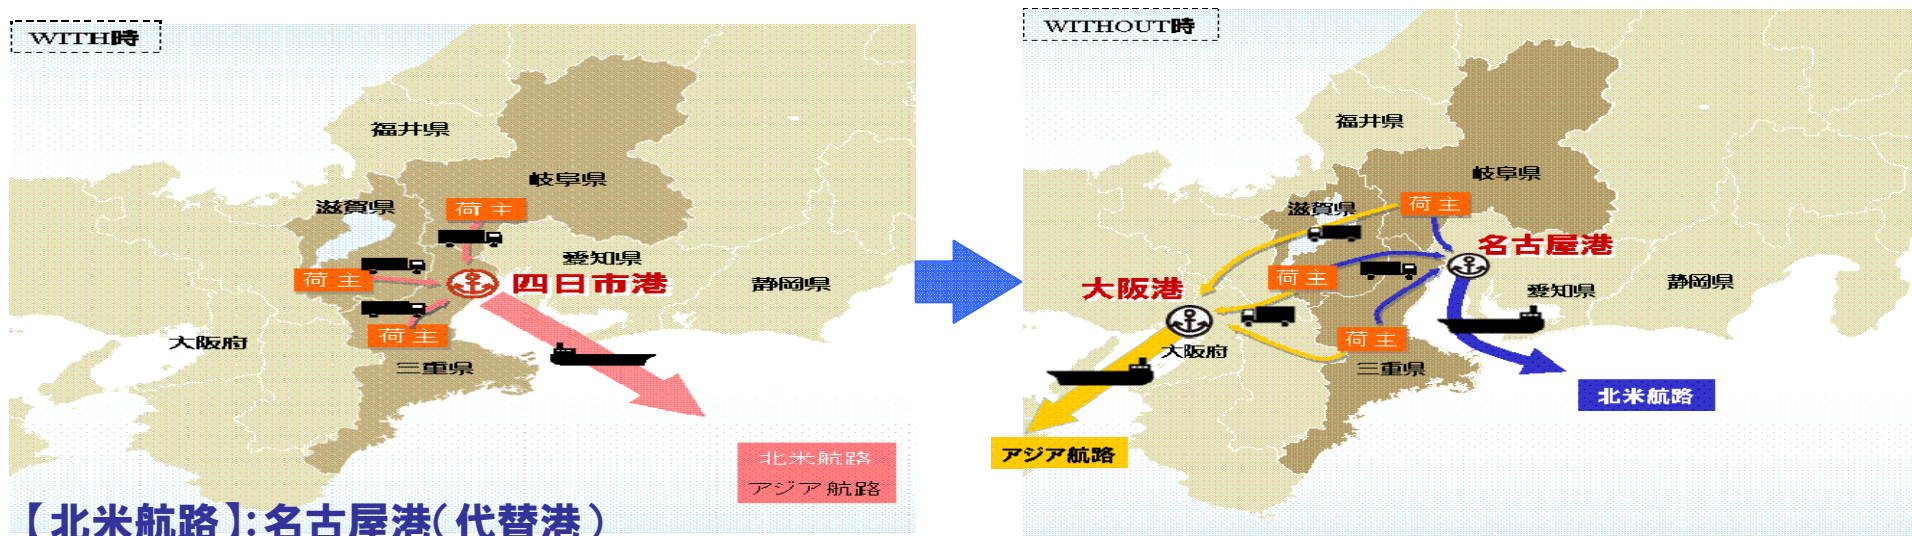 WITH時
福井県
岐阜県
滋賀県
荷主
愛知県
荷主
四日市港
静岡県
荷主
大阪府
三重県
北米航路
アジア航路
【北米航路】:名古屋港(代替港)
WITHOUT時
福井県
岐阜県
滋賀県
荷主
名古屋港
荷主
静岡県
大阪港
愛知県
荷主
大阪府
三重県
北米航路
アジア航路